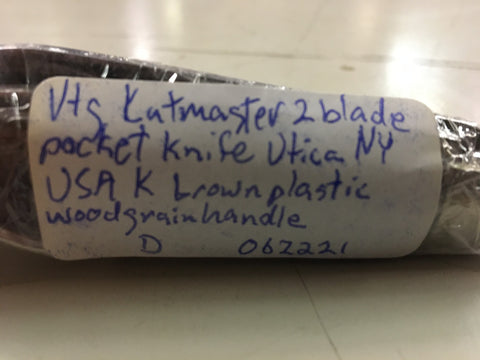 Vtg Kutmaster 2 blade
pocket knife Utica NY
USA K brown plastic
woodgrain handle
D 062221